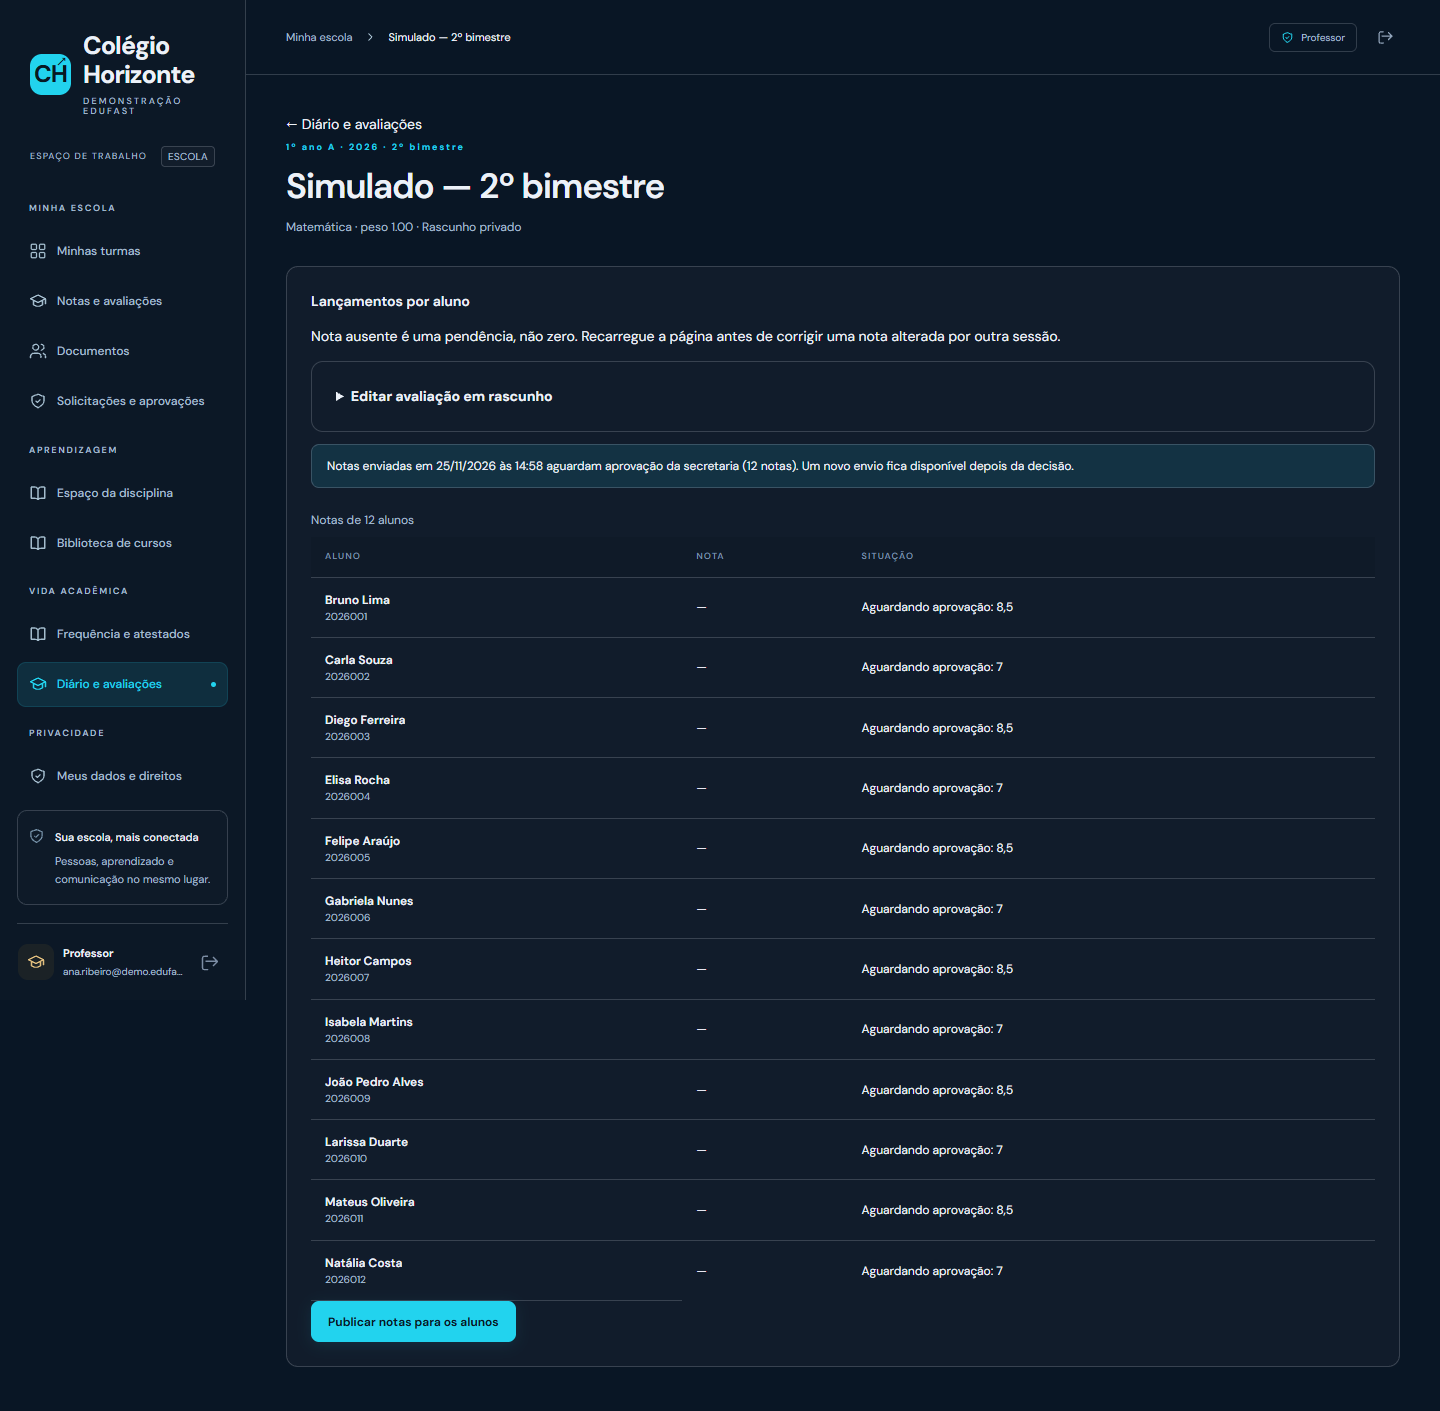 CH
Colégio
Horizonte
DEMONSTRAÇÃO
EDUFAST
ESPAÇO DE TRABALHO
ESCOLA
MINHA ESCOLA
Minhas turmas
Notas e avaliações
Documentos
Solicitações e aprovações
APRENDIZAGEM
Espaço da disciplina
Biblioteca de cursos
VIDA ACADÊMICA
Frequência e atestados
Diário e avaliações
PRIVACIDADE
Meus dados e direitos
Sua escola, mais conectada
Pessoas, aprendizado e
comunicação no mesmo lugar.
Professor
ana.ribeiro@demo.edufa...
Minha escola > Simulado — 2º bimestre
Professor
← Diário e avaliações
1º ano A · 2026 · 2º bimestre
Simulado — 2º bimestre
Matemática · peso 1.00 · Rascunho privado
Lançamentos por aluno
Nota ausente é uma pendência, não zero. Recarregue a página antes de corrigir uma nota alterada por outra sessão.
▶ Editar avaliação em rascunho
Notas enviadas em 25/11/2026 às 14:58 aguardam aprovação da secretaria (12 notas). Um novo envio fica disponível depois da decisão.
Notas de 12 alunos
ALUNO NOTA SITUAÇÃO
Bruno Lima
2026001
— Aguardando aprovação: 8,5
Carla Souza
2026002
— Aguardando aprovação: 7
Diego Ferreira
2026003
— Aguardando aprovação: 8,5
Elisa Rocha
2026004
— Aguardando aprovação: 7
Felipe Araújo
2026005
— Aguardando aprovação: 8,5
Gabriela Nunes
2026006
— Aguardando aprovação: 7
Heitor Campos
2026007
— Aguardando aprovação: 8,5
Isabela Martins
2026008
— Aguardando aprovação: 7
João Pedro Alves
2026009
— Aguardando aprovação: 8,5
Larissa Duarte
2026010
— Aguardando aprovação: 7
Mateus Oliveira
2026011
— Aguardando aprovação: 8,5
Natália Costa
2026012
— Aguardando aprovação: 7
Publicar notas para os alunos